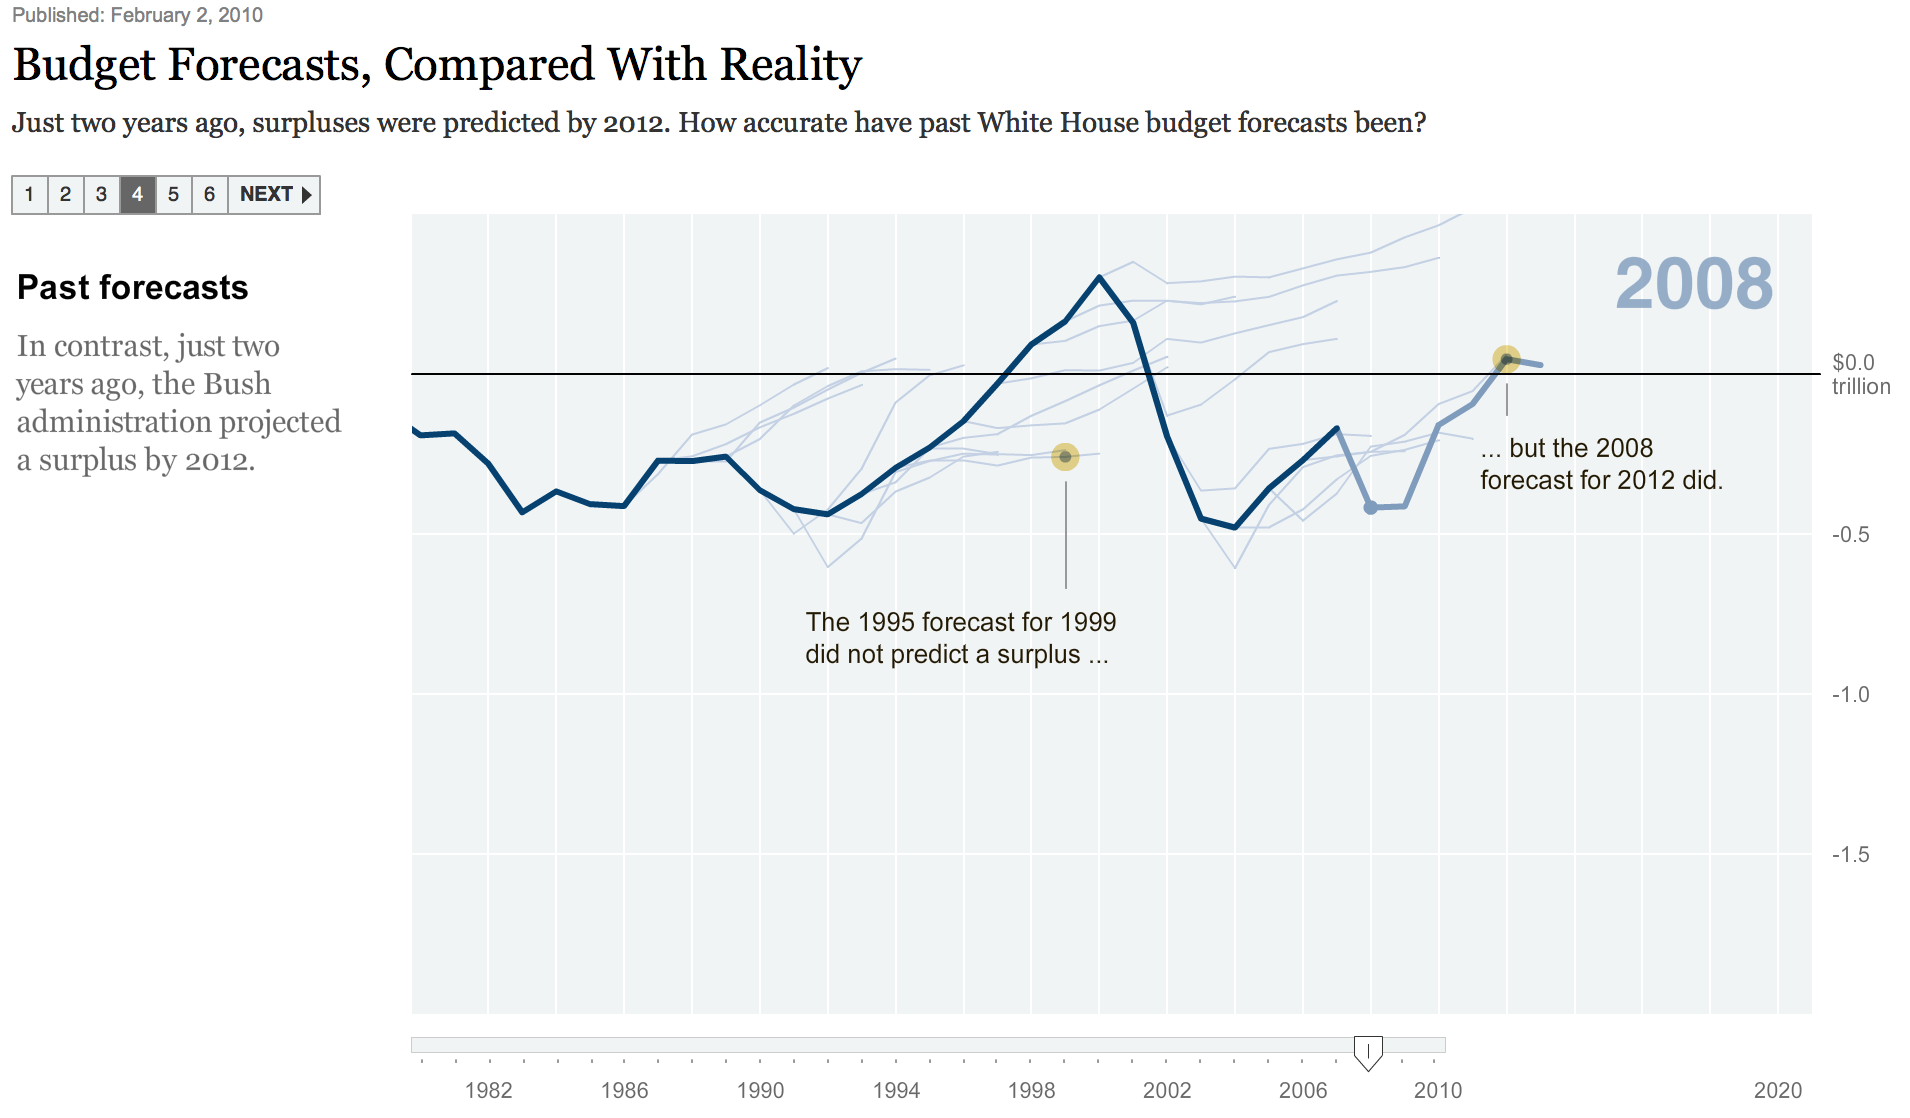 Published: February 2, 2010
Budget Forecasts, Compared With Reality
Just two years ago, surpluses were predicted by 2012. How accurate have past White House budget forecasts been?
1 2 3 4 5 6 NEXT
Past forecasts
In contrast, just two
years ago, the Bush
administration projected
a surplus by 2012.
2008
$0.0
trillion
... but the 2008
forecast for 2012 did.
-0.5
The 1995 forecast for 1999
did not predict a surplus ...
-1.0
-1.5
1982 1986 1990 1994 1998 2002 2006 2010 2020